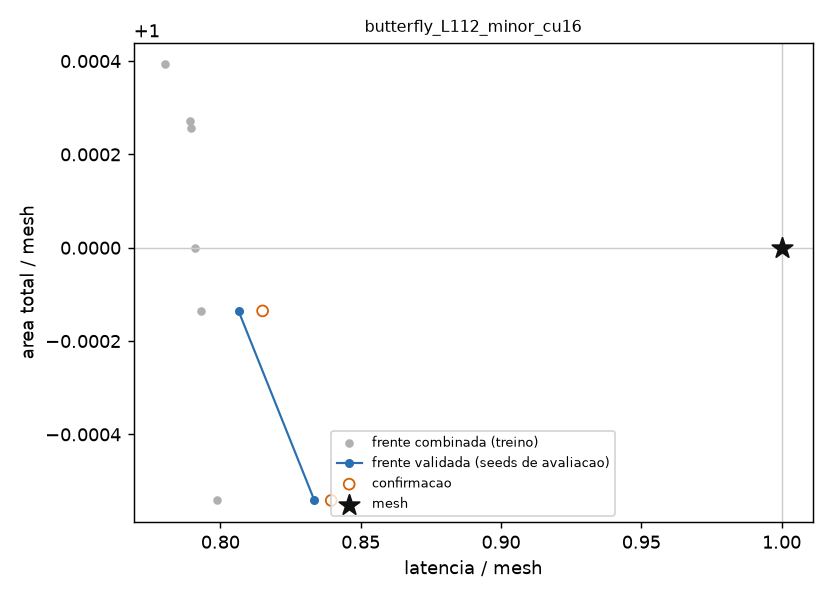 butterfly_L112_minor_cu16
+1
0.0004
0.0002
0.0000
−0.0002
−0.0004
area total / mesh
frente combinada (treino)
frente validada (seeds de avaliacao)
confirmacao
mesh
0.80 0.85 0.90 0.95 1.00
latencia / mesh